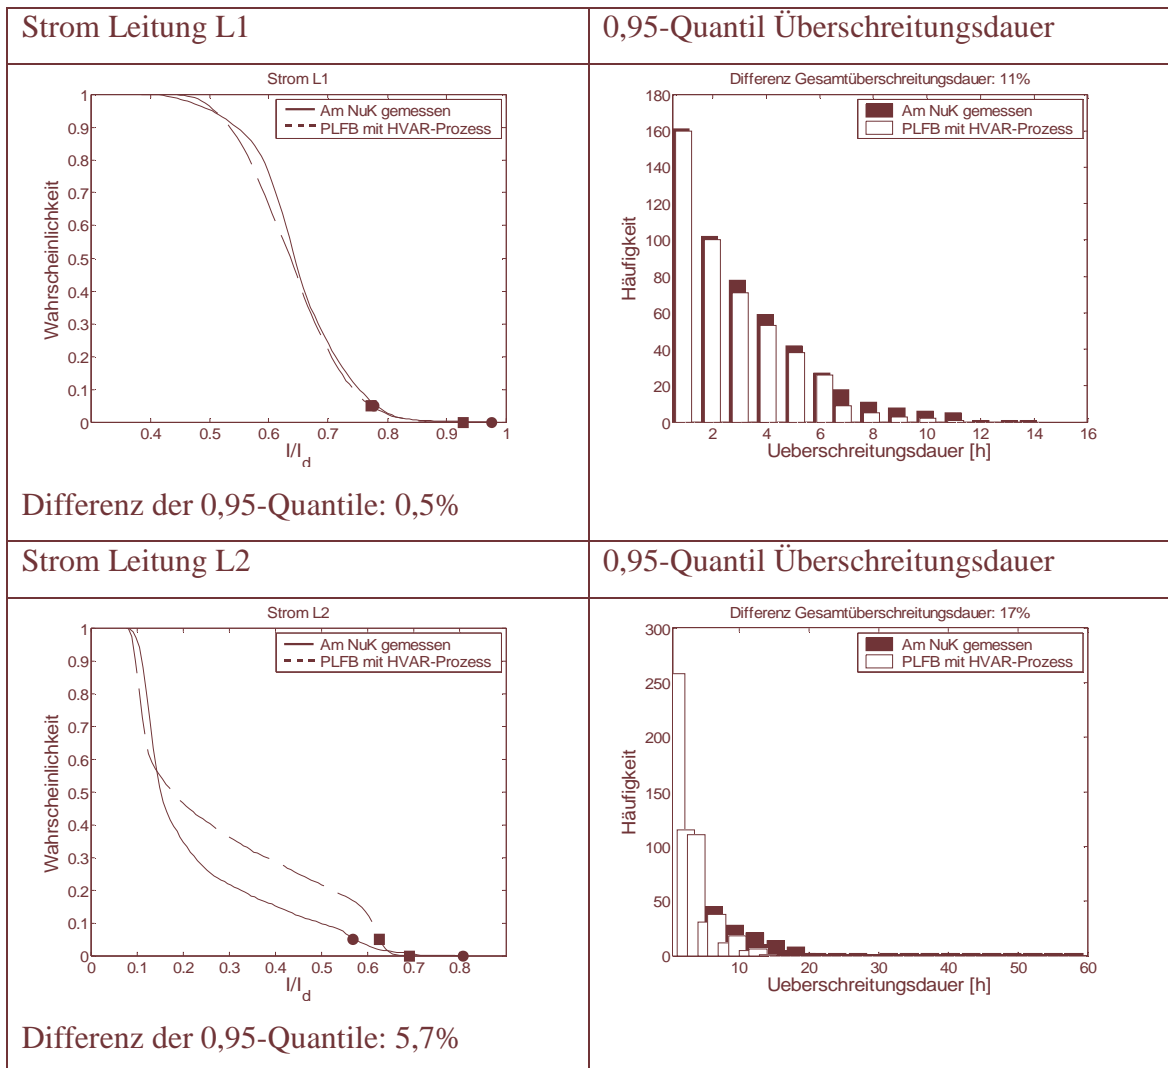 Strom Leitung L1
0,95-Quantil Überschreitungsdauer
Strom L1
1
0.9
0.8
0.7
0.6
0.5
0.4
0.3
0.2
0.1
0
Wahrscheinlichkeit
Am NuK gemessen
PLFB mit HVAR-Prozess
0.4 0.5 0.6 0.7 0.8 0.9 1
I/I_d
Differenz der 0,95-Quantile: 0,5%
Differenz Gesamtüberschreitungsdauer: 11%
180
160
140
120
100
80
60
40
20
0
Häufigkeit
Am NuK gemessen
PLFB mit HVAR-Prozess
2 4 6 8 10 12 14 16
Ueberschreitungsdauer [h]
Strom Leitung L2
0,95-Quantil Überschreitungsdauer
Strom L2
1
0.9
0.8
0.7
0.6
0.5
0.4
0.3
0.2
0.1
0
Wahrscheinlichkeit
Am NuK gemessen
PLFB mit HVAR-Prozess
0 0.1 0.2 0.3 0.4 0.5 0.6 0.7 0.8
I/I_d
Differenz der 0,95-Quantile: 5,7%
Differenz Gesamtüberschreitungsdauer: 17%
300
250
200
150
100
50
0
Häufigkeit
Am NuK gemessen
PLFB mit HVAR-Prozess
10 20 30 40 50 60
Ueberschreitungsdauer [h]